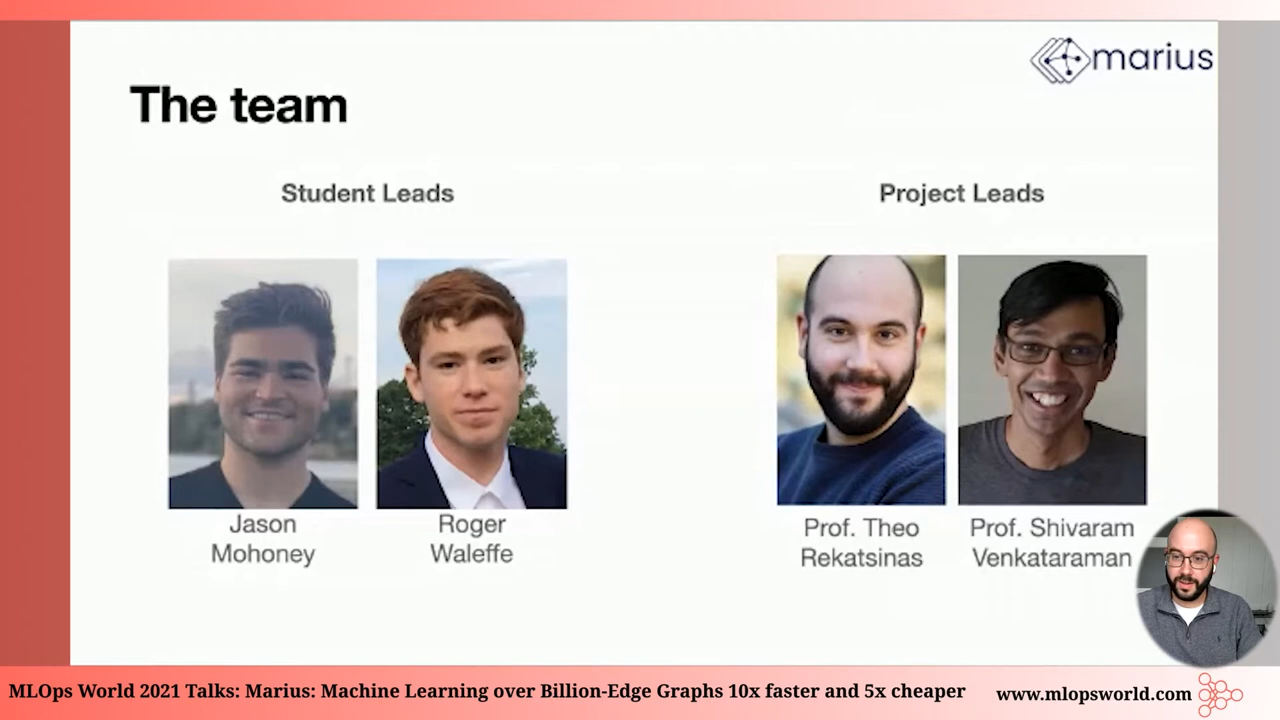 marius
The team
Student Leads
Project Leads
Jason
Mohoney
Roger
Waleffe
Prof. Theo
Rekatsinas
Prof. Shivaram
Venkataraman
MLOps World 2021 Talks: Marius: Machine Learning over Billion-Edge Graphs 10x faster and 5x cheaper
www.mlopsworld.com